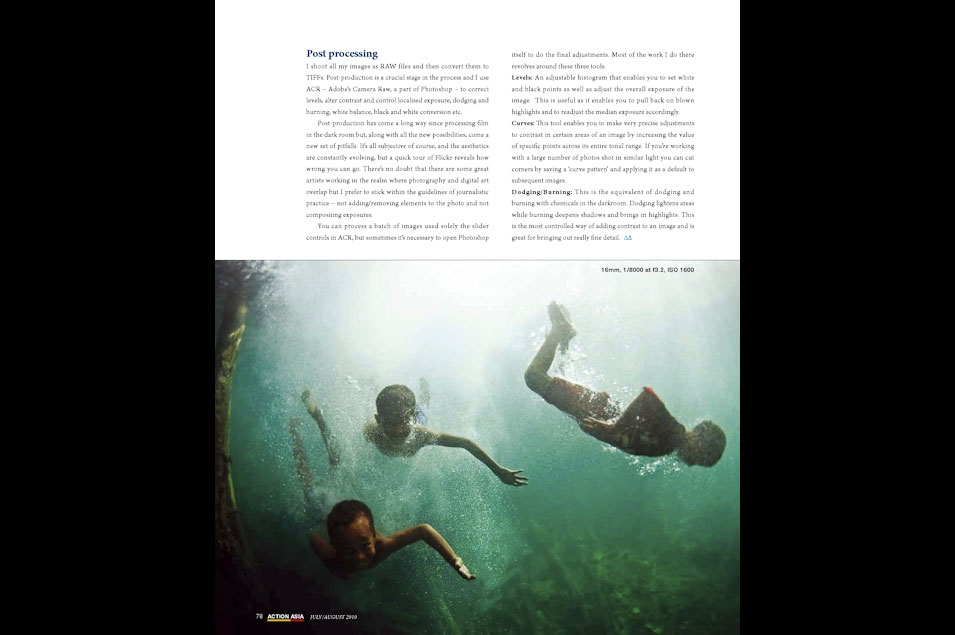 Post processing
I shoot all my images as RAW files and then convert them to
TIFFs. Post-production is a crucial stage in the process and I use
ACR – Adobe's Camera Raw, a part of Photoshop – to correct
levels, alter contrast and control localised exposure, dodging and
burning, white balance, black and white conversion etc.
Post-production has come a long way since processing film
in the dark room but, along with all the new possibilities, come a
new set of pitfalls. It's all subjective of course, and the aesthetics
are constantly evolving, but a quick tour of Flickr reveals how
wrong you can go. There's no doubt that there are some great
artists working in the realm where photography and digital art
overlap but I prefer to stick within the guidelines of journalistic
practice – not adding/removing elements to the photo and not
compositing exposures.
You can process a batch of images used solely the slider
controls in ACR, but sometimes it's necessary to open Photoshop
itself to do the final adjustments. Most of the work I do there
revolves around these three tools.
Levels: An adjustable histogram that enables you to set white
and black points as well as adjust the overall exposure of the
image. This is useful as it enables you to pull back on blown
highlights and to readjust the median exposure accordingly.
Curves: This tool enables you to make very precise adjustments
to contrast in certain areas of an image by increasing the value
of specific points across its entire tonal range. If you're working
with a large number of photos shot in similar light you can cut
corners by saving a 'curve pattern' and applying it as a default to
subsequent images.
Dodging/Burning: This is the equivalent of dodging and
burning with chemicals in the darkroom. Dodging lightens areas
while burning deepens shadows and brings in highlights. This
is the most controlled way of adding contrast to an image and is
great for bringing out really fine detail. AA
16mm, 1/8000 at f3.2, ISO 1600
78 ACTION ASIA JULY/AUGUST 2010